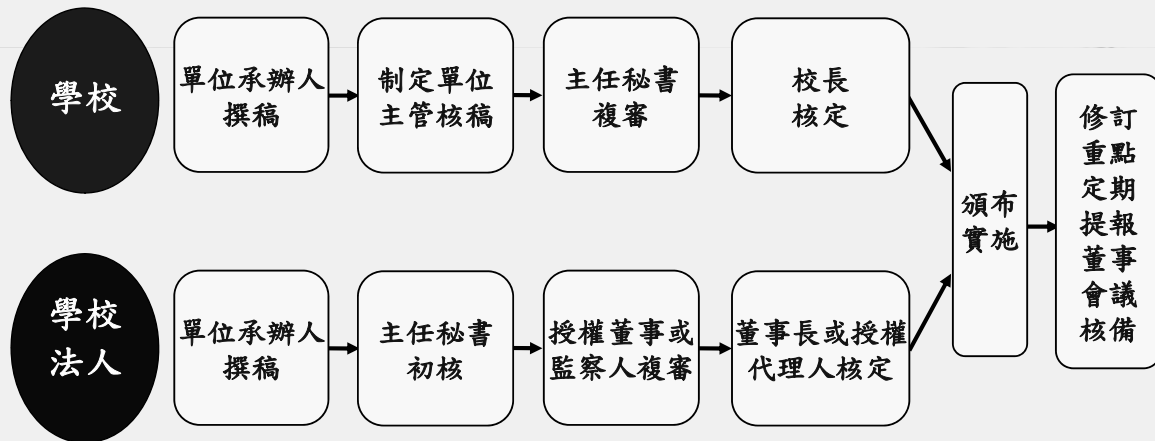 學校
單位承辦人
撰稿
制定單位
主管核稿
主任秘書
複審
校長
核定
學校
法人
單位承辦人
撰稿
主任秘書
初核
授權董事或
監察人複審
董事長或授權
代理人核定
頒布
實施
修訂
重點
定期
提報
董事
會議
核備